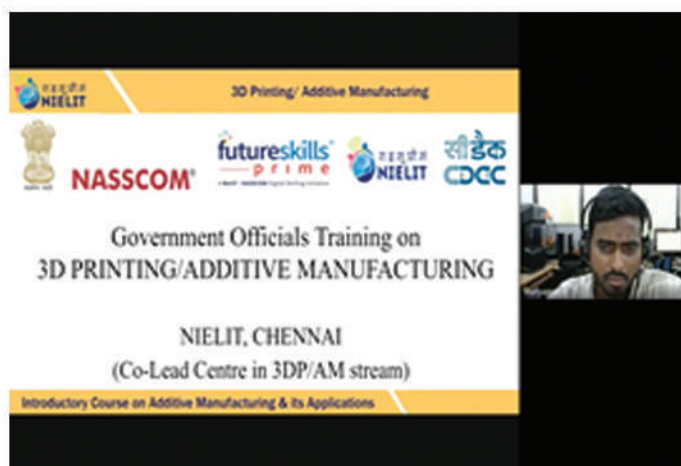 NIELIT
3D Printing/ Additive Manufacturing
NASSCOM®
futureskills
prime
NIELIT
सी डैक
CDAC
Government Officials Training on
3D PRINTING/ADDITIVE MANUFACTURING
NIELIT, CHENNAI
(Co-Lead Centre in 3DP/AM stream)
Introductory Course on Additive Manufacturing & its Applications